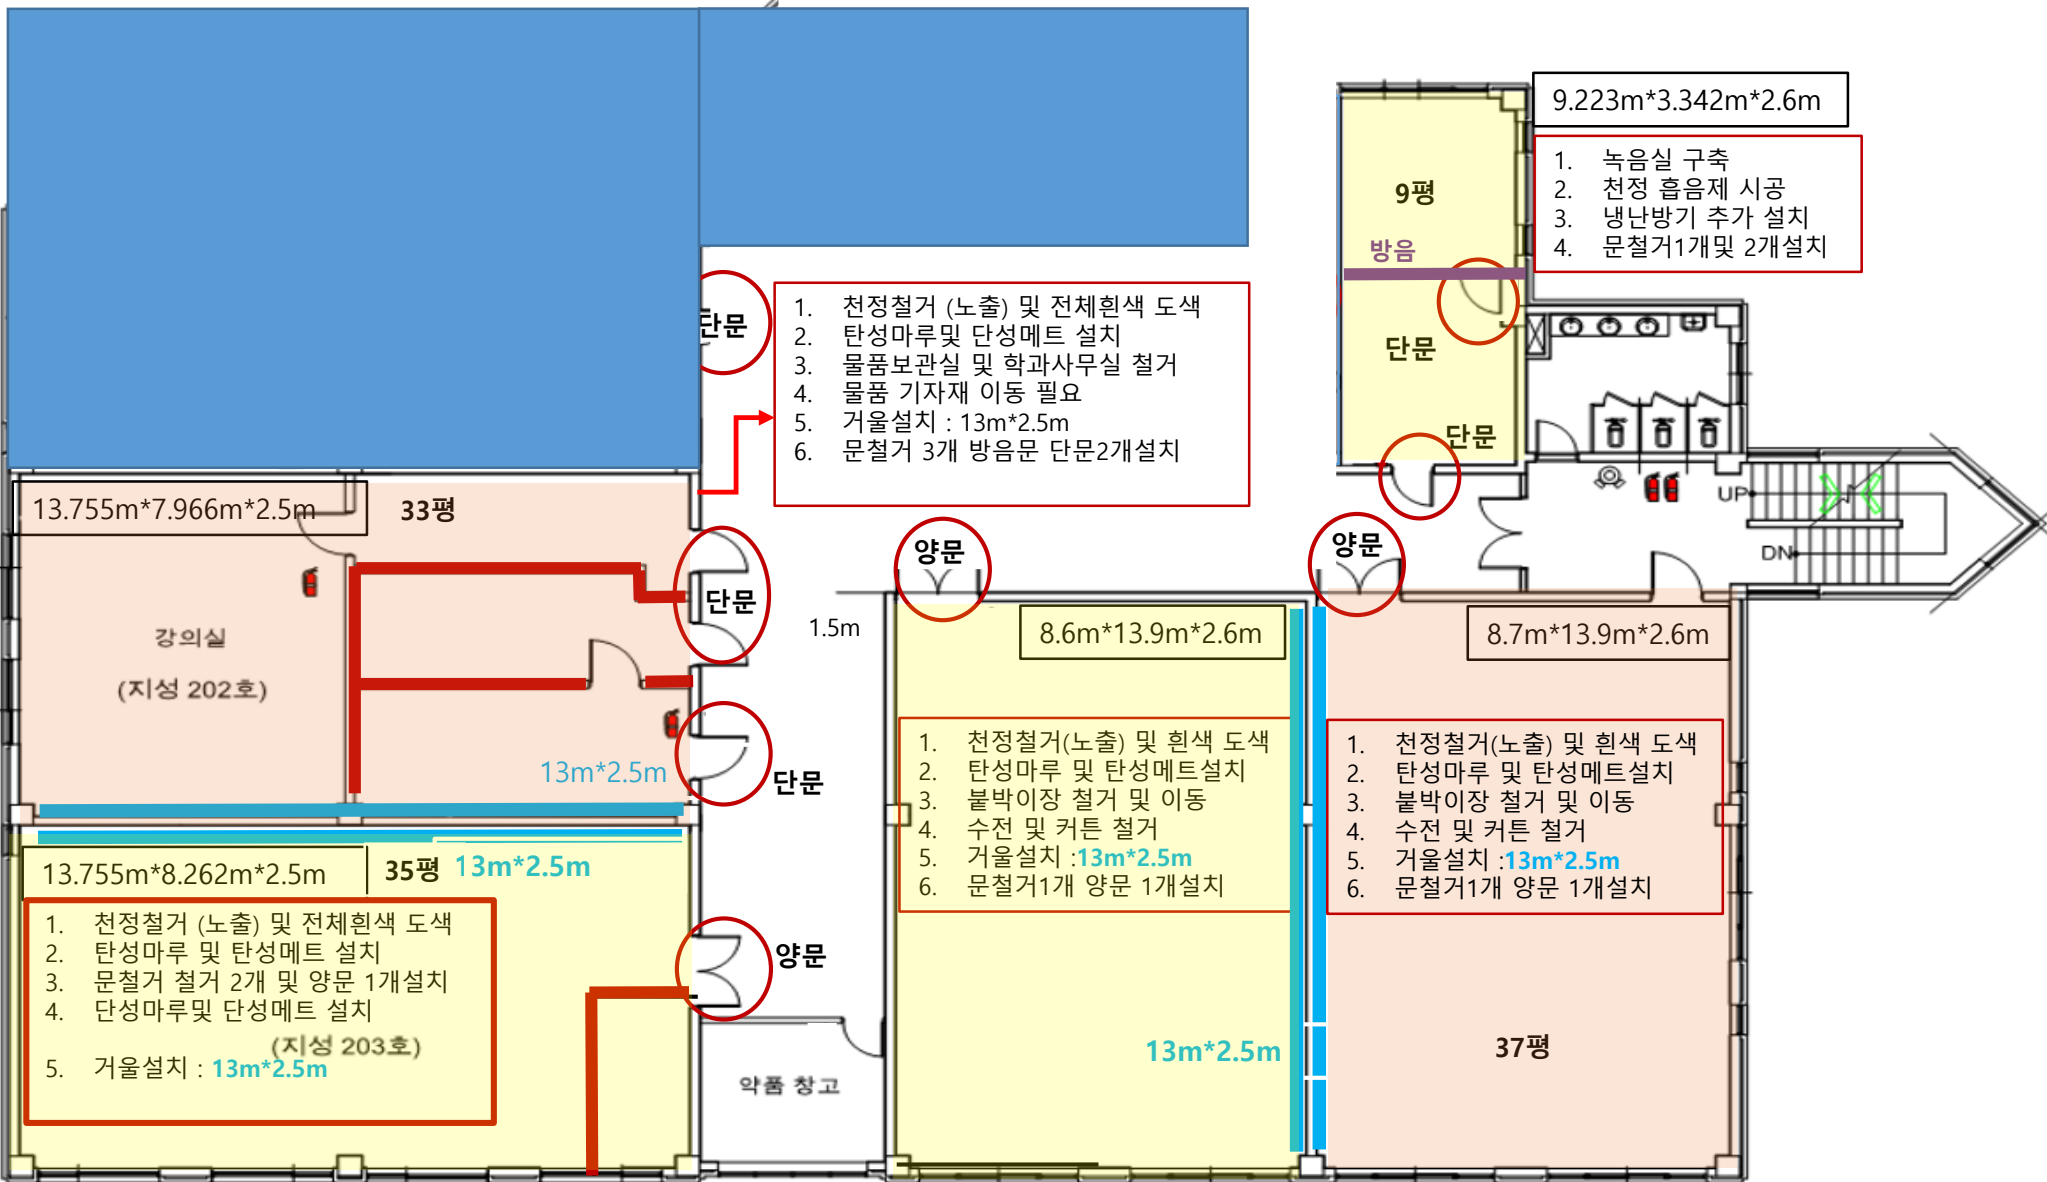 9.223m*3.342m*2.6m
1. 녹음실 구축
2. 천정 흡음제 시공
3. 냉난방기 추가 설치
4. 문철거1개및 2개설치
9평
방음
단문
단문
단문
1. 천정철거 (노출) 및 전체흰색 도색
2. 탄성마루및 단성메트 설치
3. 물품보관실 및 학과사무실 철거
4. 물품 기자재 이동 필요
5. 거울설치 : 13m*2.5m
6. 문철거 3개 방음문 단문2개설치
UP
DN
13.755m*7.966m*2.5m
33평
양문
양문
단문
강의실
(지성 202호)
1.5m
8.6m*13.9m*2.6m
8.7m*13.9m*2.6m
13m*2.5m
단문
1. 천정철거(노출) 및 흰색 도색
2. 탄성마루 및 탄성메트설치
3. 붙박이장 철거 및 이동
4. 수전 및 커튼 철거
5. 거울설치 :13m*2.5m
6. 문철거1개 양문 1개설치
1. 천정철거(노출) 및 흰색 도색
2. 탄성마루 및 탄성메트설치
3. 붙박이장 철거 및 이동
4. 수전 및 커튼 철거
5. 거울설치 :13m*2.5m
6. 문철거1개 양문 1개설치
13.755m*8.262m*2.5m
35평
13m*2.5m
1. 천정철거 (노출) 및 전체흰색 도색
2. 탄성마루 및 탄성메트 설치
3. 문철거 철거 2개 및 양문 1개설치
4. 단성마루및 단성메트 설치
(지성 203호)
5. 거울설치 : 13m*2.5m
양문
약품 창고
13m*2.5m
37평